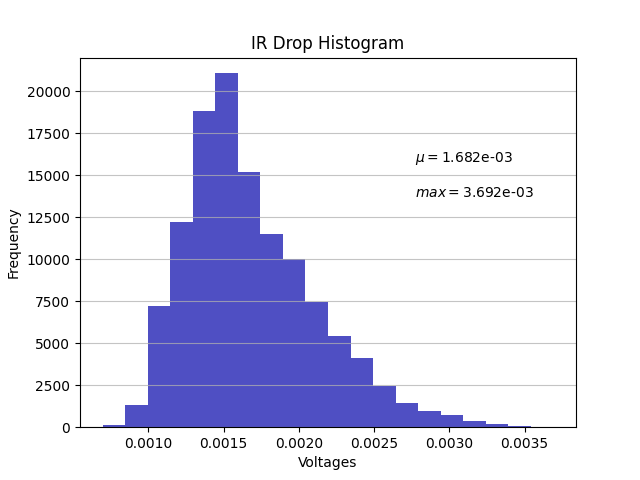 IR Drop Histogram
20000
17500
15000
12500
10000
7500
5000
2500
0
Frequency
μ = 1.682e-03
max = 3.692e-03
0.0010 0.0015 0.0020 0.0025 0.0030 0.0035
Voltages